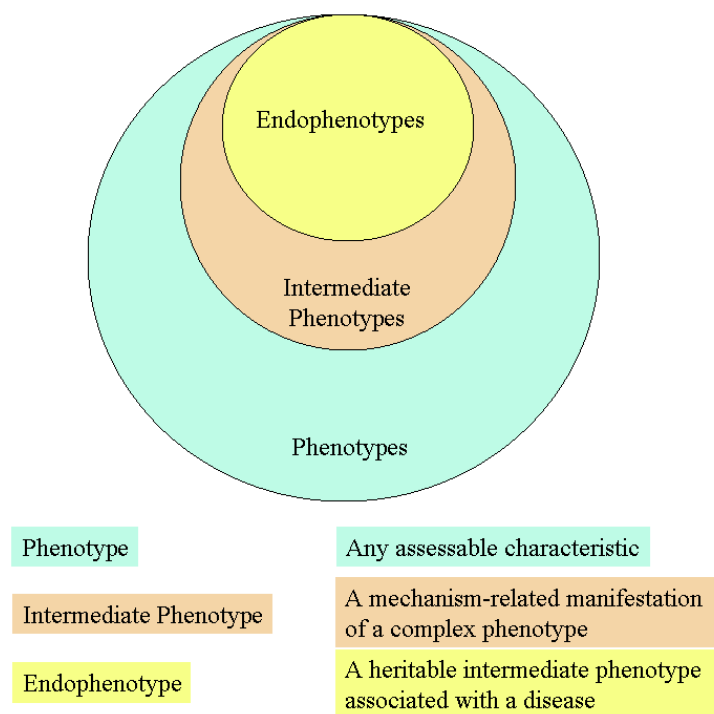 Endophenotypes
Intermediate
Phenotypes
Phenotypes
Phenotype
Any assessable characteristic
Intermediate Phenotype
A mechanism-related manifestation
of a complex phenotype
Endophenotype
A heritable intermediate phenotype
associated with a disease